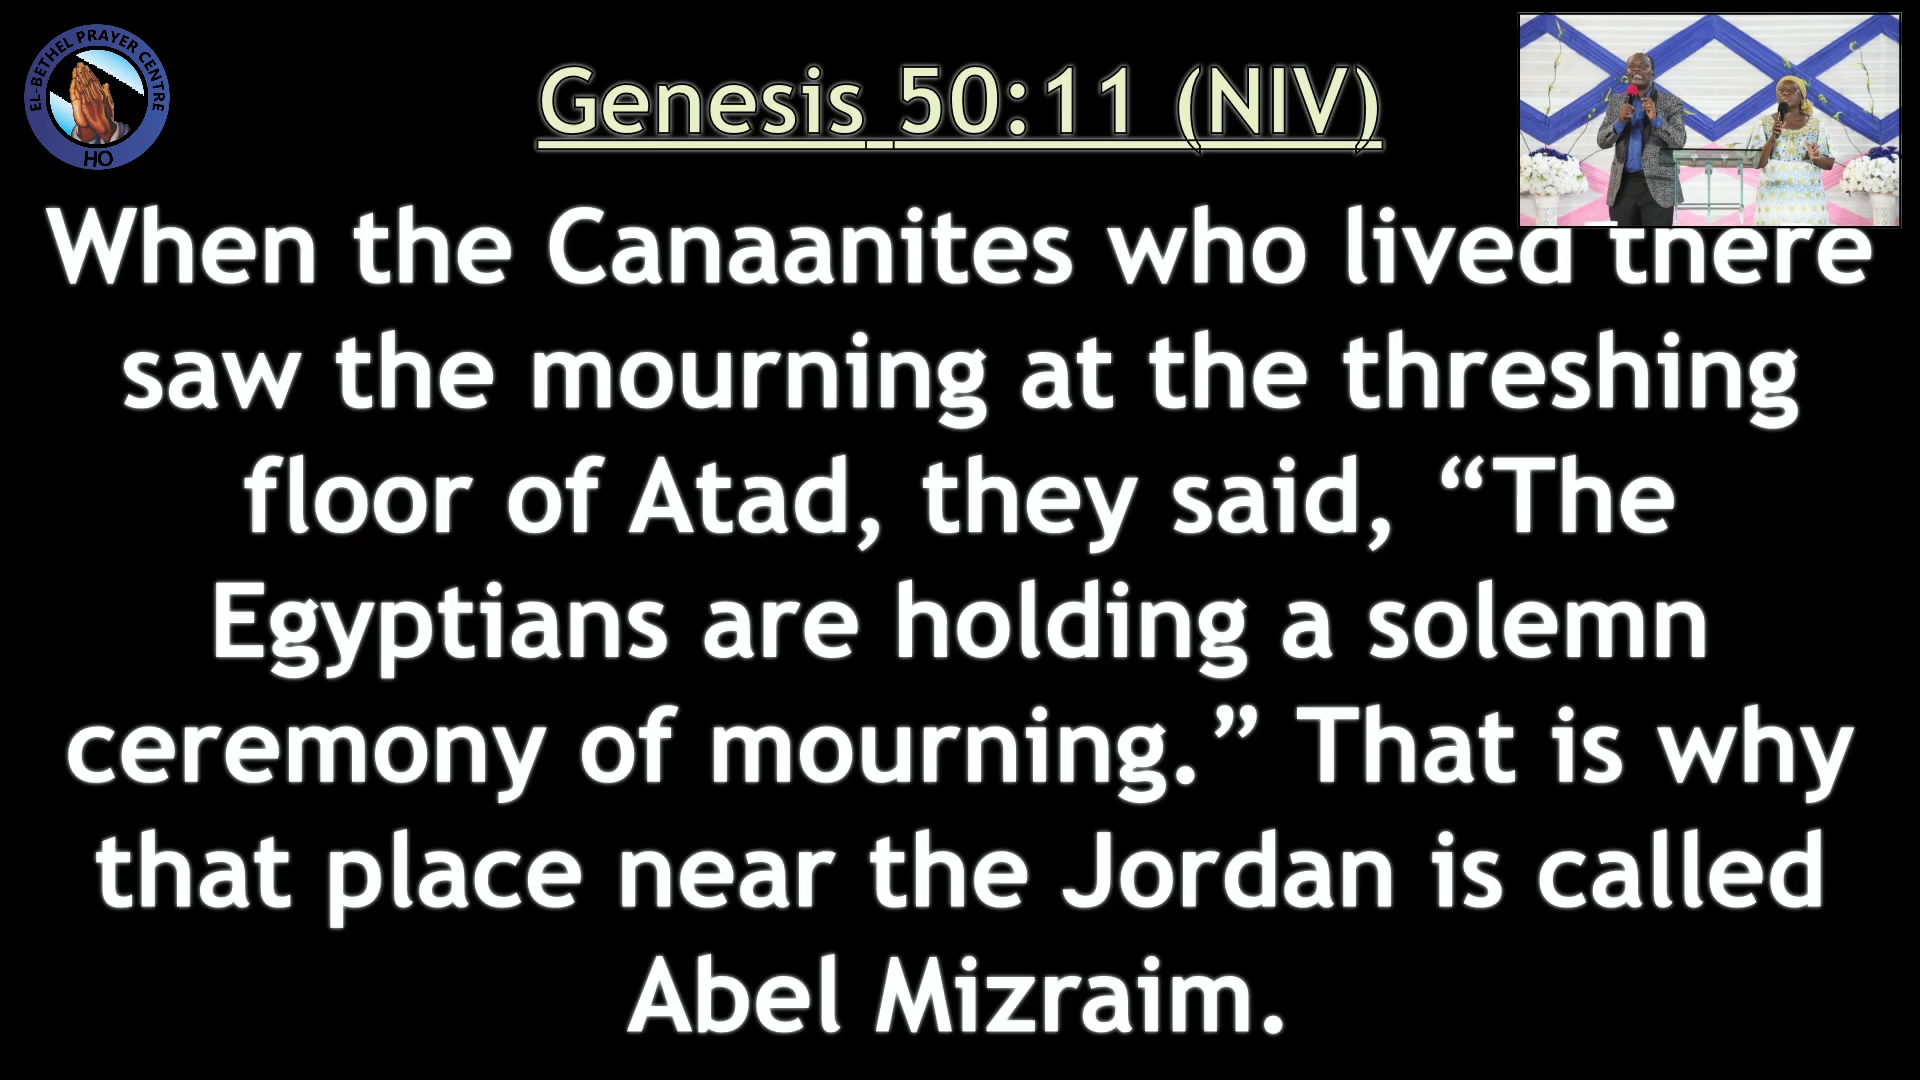 EL-BETHEL PRAYER CENTRE
HO
Genesis 50:11 (NIV)
When the Canaanites who lived there
saw the mourning at the threshing
floor of Atad, they said, “The
Egyptians are holding a solemn
ceremony of mourning.” That is why
that place near the Jordan is called
Abel Mizraim.